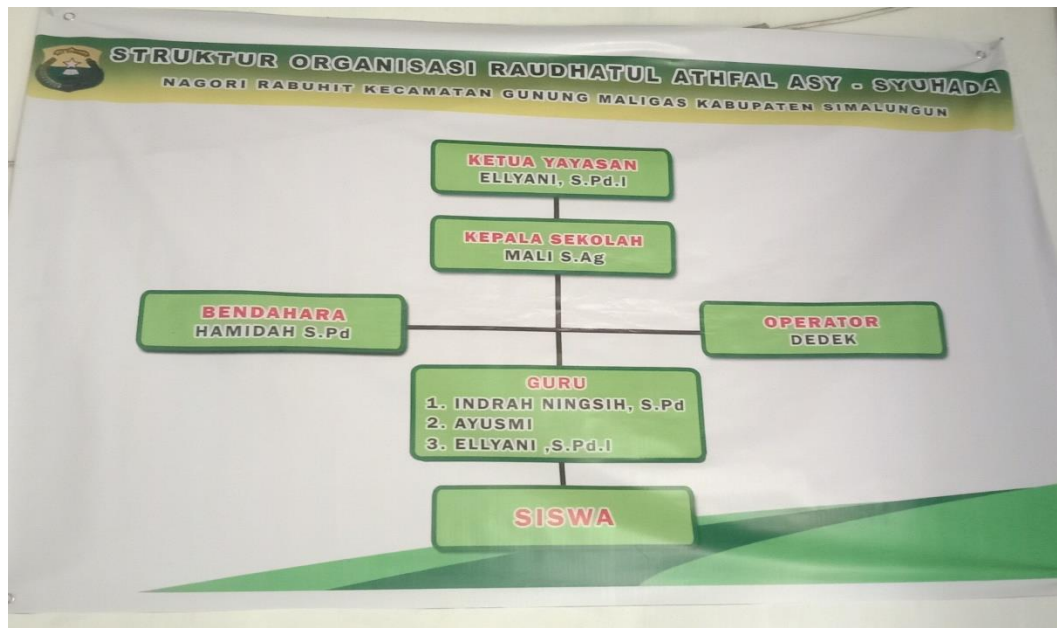 STRUKTUR ORGANISASI RAUDHATUL ATHFAL ASY - SYUHADA
NAGORI RABUHIT KECAMATAN GUNUNG MALIGAS KABUPATEN SIMALUNGUN
KETUA YAYASAN
ELLYANI, S.Pd.I
KEPALA SEKOLAH
MALI S.Ag
BENDAHARA
HAMIDAH S.Pd
OPERATOR
DEDEK
GURU
1. INDRAH NINGSIH, S.Pd
2. AYUSMI
3. ELLYANI ,S.Pd.I
SISWA